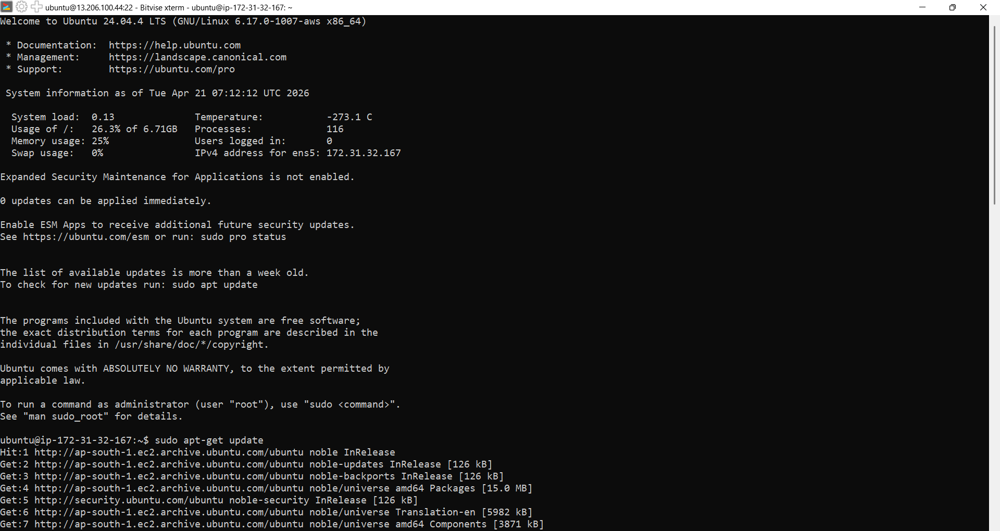 ubuntu@13.206.100.44:22 - Bitvise xterm - ubuntu@ip-172-31-32-167: ~
Welcome to Ubuntu 24.04.4 LTS (GNU/Linux 6.17.0-1007-aws x86_64)
* Documentation:  https://help.ubuntu.com
* Management:     https://landscape.canonical.com
* Support:        https://ubuntu.com/pro
System information as of Tue Apr 21 07:12:12 UTC 2026
System load:  0.13              Temperature:           -273.1 C
Usage of /:   26.3% of 6.71GB   Processes:             116
Memory usage: 25%               Users logged in:       0
Swap usage:   0%                IPv4 address for ens5: 172.31.32.167
Expanded Security Maintenance for Applications is not enabled.
0 updates can be applied immediately.
Enable ESM Apps to receive additional future security updates.
See https://ubuntu.com/esm or run: sudo pro status
The list of available updates is more than a week old.
To check for new updates run: sudo apt update
The programs included with the Ubuntu system are free software;
the exact distribution terms for each program are described in the
individual files in /usr/share/doc/*/copyright.
Ubuntu comes with ABSOLUTELY NO WARRANTY, to the extent permitted by
applicable law.
To run a command as administrator (user "root"), use "sudo <command>".
See "man sudo_root" for details.
ubuntu@ip-172-31-32-167:~$ sudo apt-get update
Hit:1 http://ap-south-1.ec2.archive.ubuntu.com/ubuntu noble InRelease
Get:2 http://ap-south-1.ec2.archive.ubuntu.com/ubuntu noble-updates InRelease [126 kB]
Get:3 http://ap-south-1.ec2.archive.ubuntu.com/ubuntu noble-backports InRelease [126 kB]
Get:4 http://ap-south-1.ec2.archive.ubuntu.com/ubuntu noble/universe amd64 Packages [15.0 MB]
Get:5 http://security.ubuntu.com/ubuntu noble-security InRelease [126 kB]
Get:6 http://ap-south-1.ec2.archive.ubuntu.com/ubuntu noble/universe Translation-en [5982 kB]
Get:7 http://ap-south-1.ec2.archive.ubuntu.com/ubuntu noble/universe amd64 Components [3871 kB]